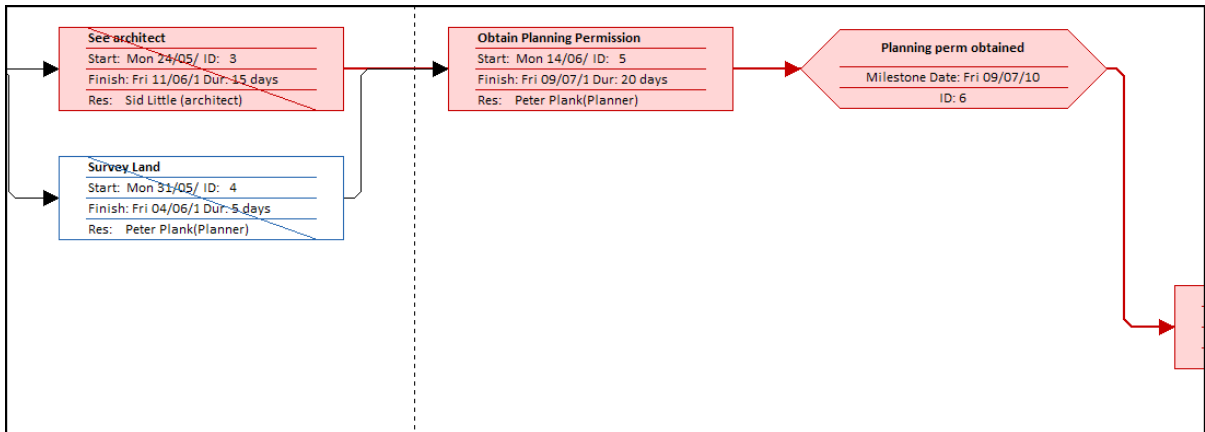 See architect
Start: Mon 24/05/ ID: 3
Finish: Fri 11/06/1 Dur: 15 days
Res: Sid Little (architect)
Survey Land
Start: Mon 31/05/ ID: 4
Finish: Fri 04/06/1 Dur: 5 days
Res: Peter Plank(Planner)
Obtain Planning Permission
Start: Mon 14/06/ ID: 5
Finish: Fri 09/07/1 Dur: 20 days
Res: Peter Plank(Planner)
Planning perm obtained
Milestone Date: Fri 09/07/10
ID: 6